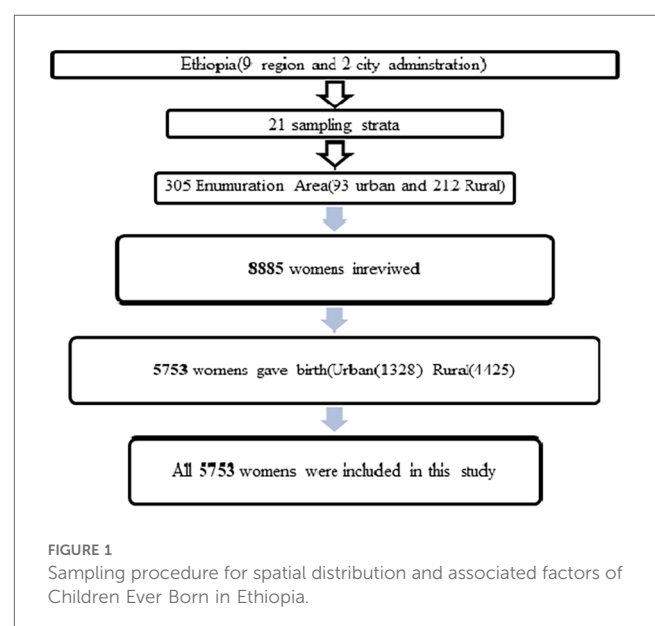 Ethiopia(9 region and 2 city adminstration)
21 sampling strata
305 Enumuration Area(93 urban and 212 Rural)
8885 womens inreviwed
5753 womens gave birth(Urban(1328) Rural(4425)
All 5753 womens were included in this study
FIGURE 1
Sampling procedure for spatial distribution and associated factors of
Children Ever Born in Ethiopia.